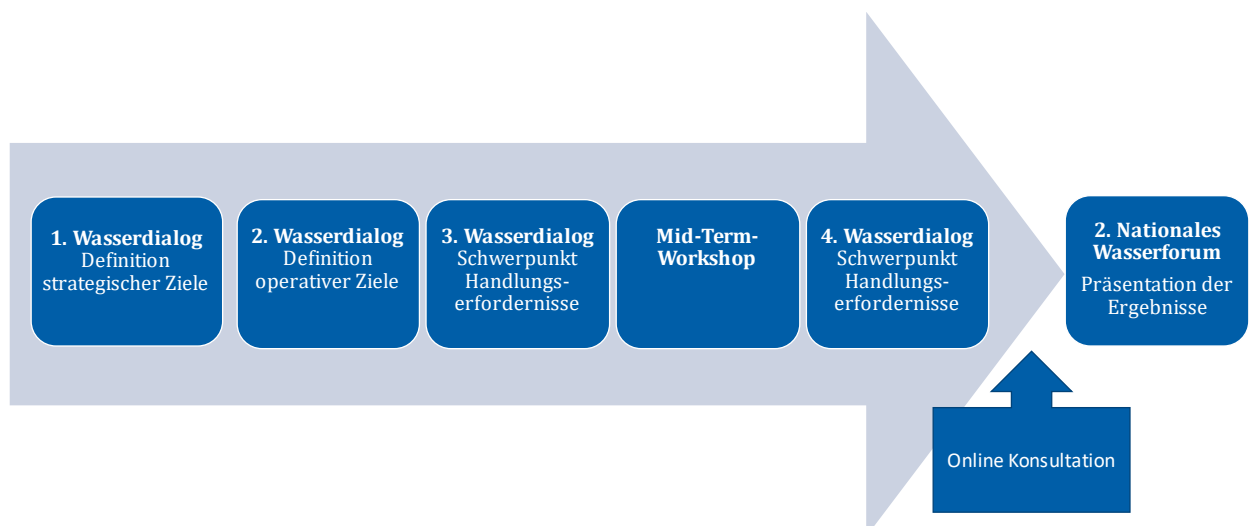 1. Wasserdialog
Definition
strategischer Ziele
2. Wasserdialog
Definition
operativer Ziele
3. Wasserdialog
Schwerpunkt
Handlungs-
erfordernisse
Mid-Term-
Workshop
4. Wasserdialog
Schwerpunkt
Handlungs-
erfordernisse
2. Nationales
Wasserforum
Präsentation der
Ergebnisse
Online Konsultation